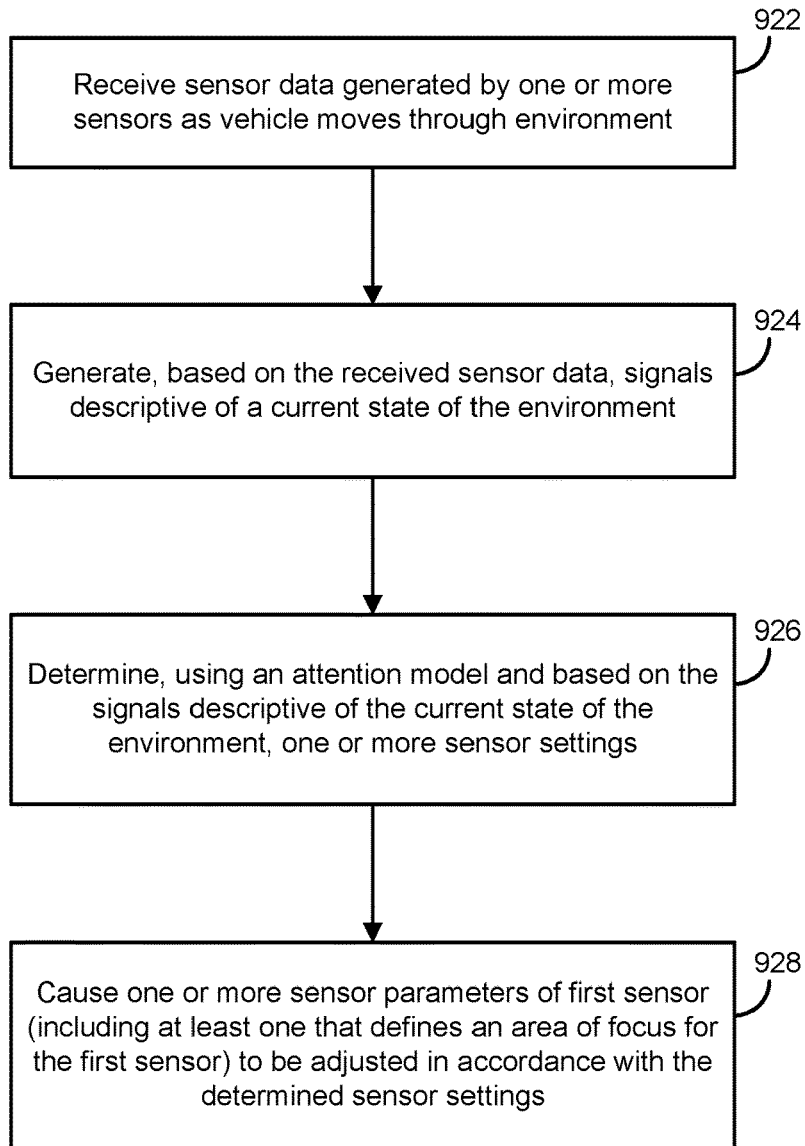 922
Receive sensor data generated by one or more
sensors as vehicle moves through environment
924
Generate, based on the received sensor data, signals
descriptive of a current state of the environment
926
Determine, using an attention model and based on the
signals descriptive of the current state of the
environment, one or more sensor settings
928
Cause one or more sensor parameters of first sensor
(including at least one that defines an area of focus for
the first sensor) to be adjusted in accordance with the
determined sensor settings